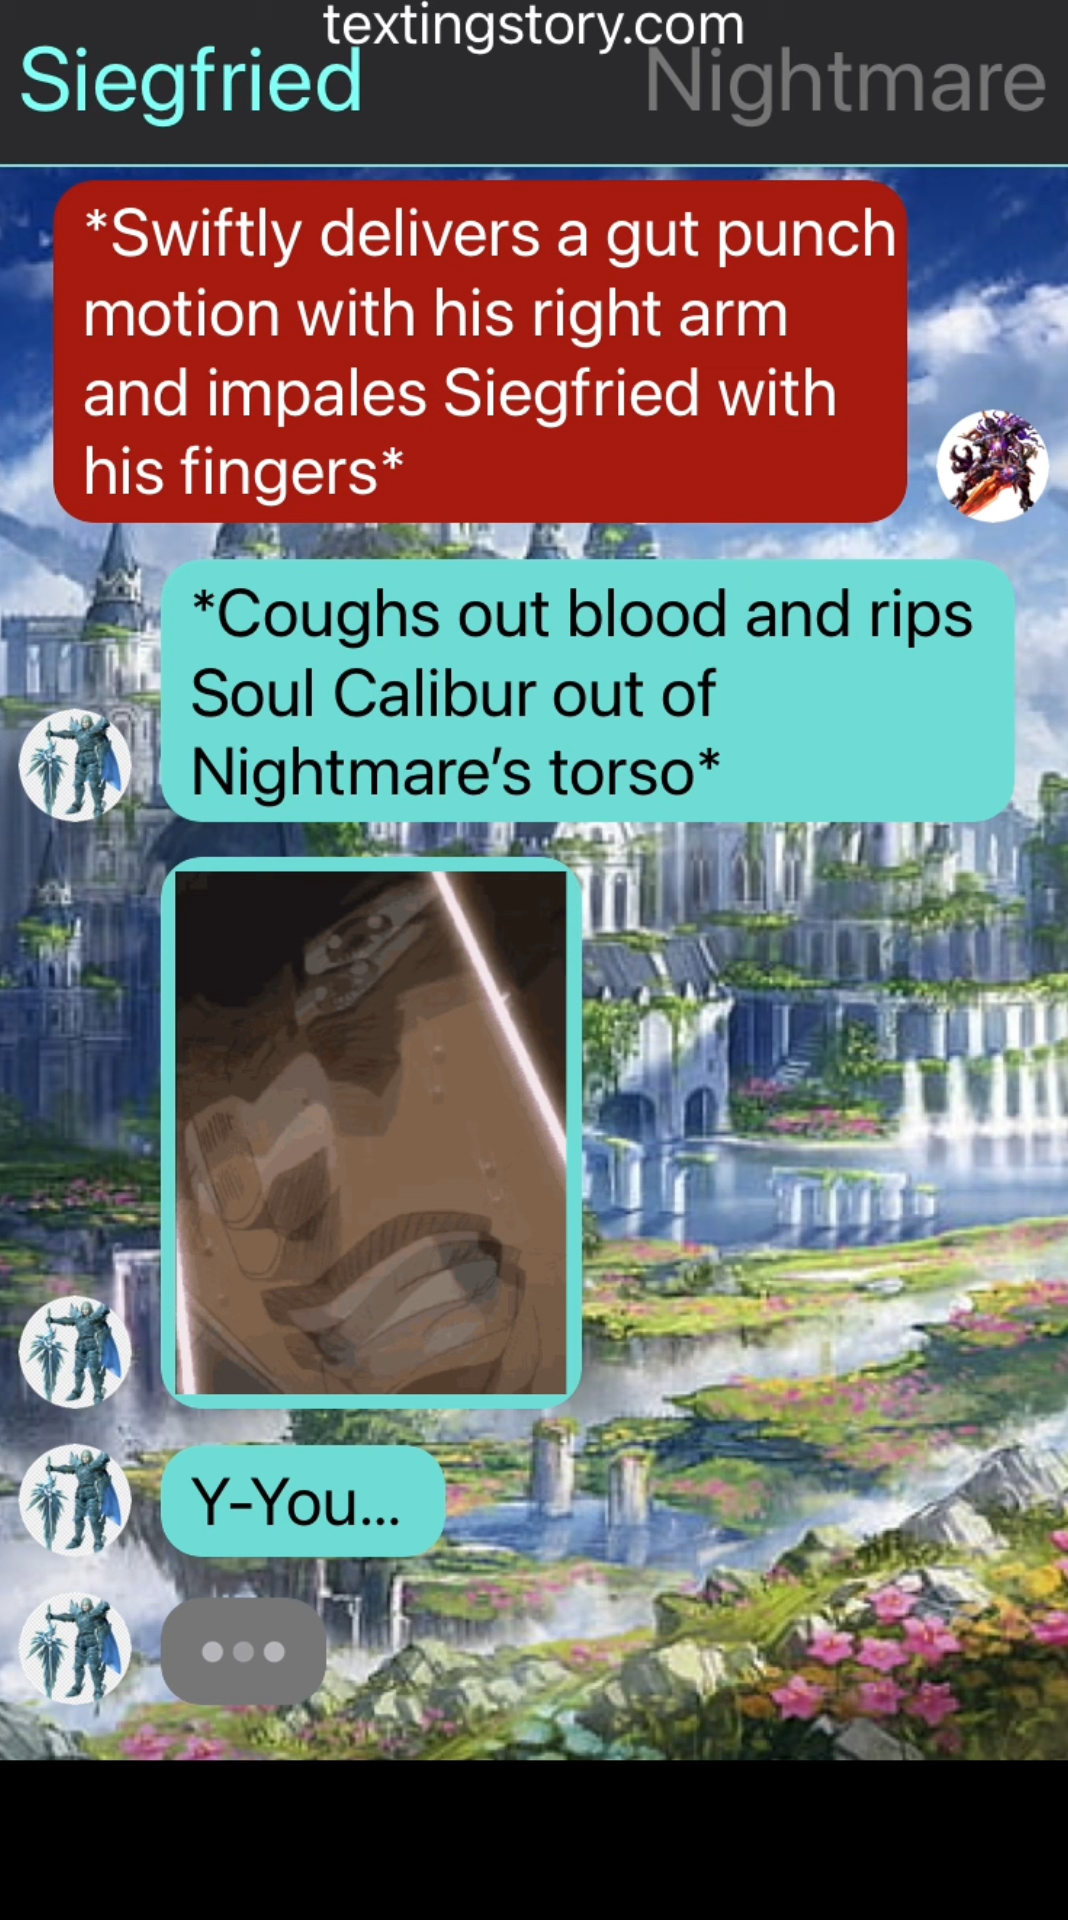 textingstory.com
Siegfried
Nightmare
*Swiftly delivers a gut punch
motion with his right arm
and impales Siegfried with
his fingers*
*Coughs out blood and rips
Soul Calibur out of
Nightmare’s torso*
Y-You...